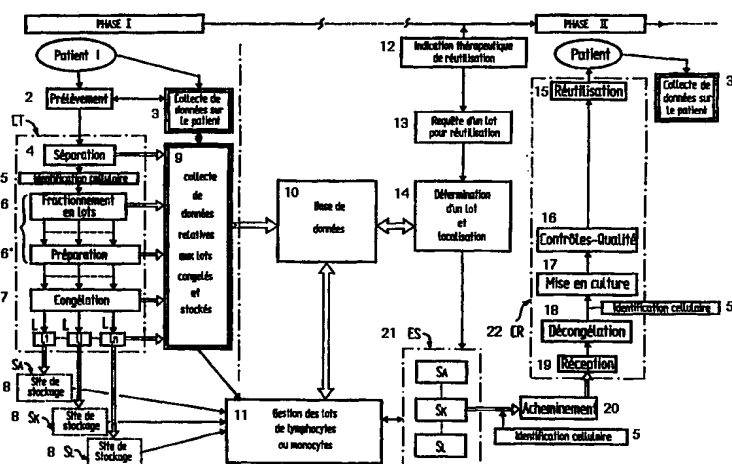 PHASE I
PHASE II
Patient 1
2 Prélèvement
3 Collecte
de données sur
le patient
CT
4 Séparation
5 Identification cellulaire
6 Fractionnement
en lots
6' Préparation
7 Congélation
L L L
SA
8 Site de
stockage
8 SK Site de
stockage
8 SL Site de
Stockage
9
collecte
de
données
relatives
aux lots
congelés
et
stockés
10
Base de
données
11
Gestion des lots
de lymphocytes
ou monocytes
12 Indication thérapeutique
de réutilisation
13 Requête d'un lot
pour réutilisation
14
Détermination
d'un lot
et
localisation
21 ES
SA
SK
SL
Patient
3
Collecte de
données sur
le patient
15 Réutilisation
16
Contrôles-Qualité
17
Mise en culture
Identification cellulaire 5
18
Décongélation
22 CR
19 Réception
Acheminement 20
Identification cellulaire 5